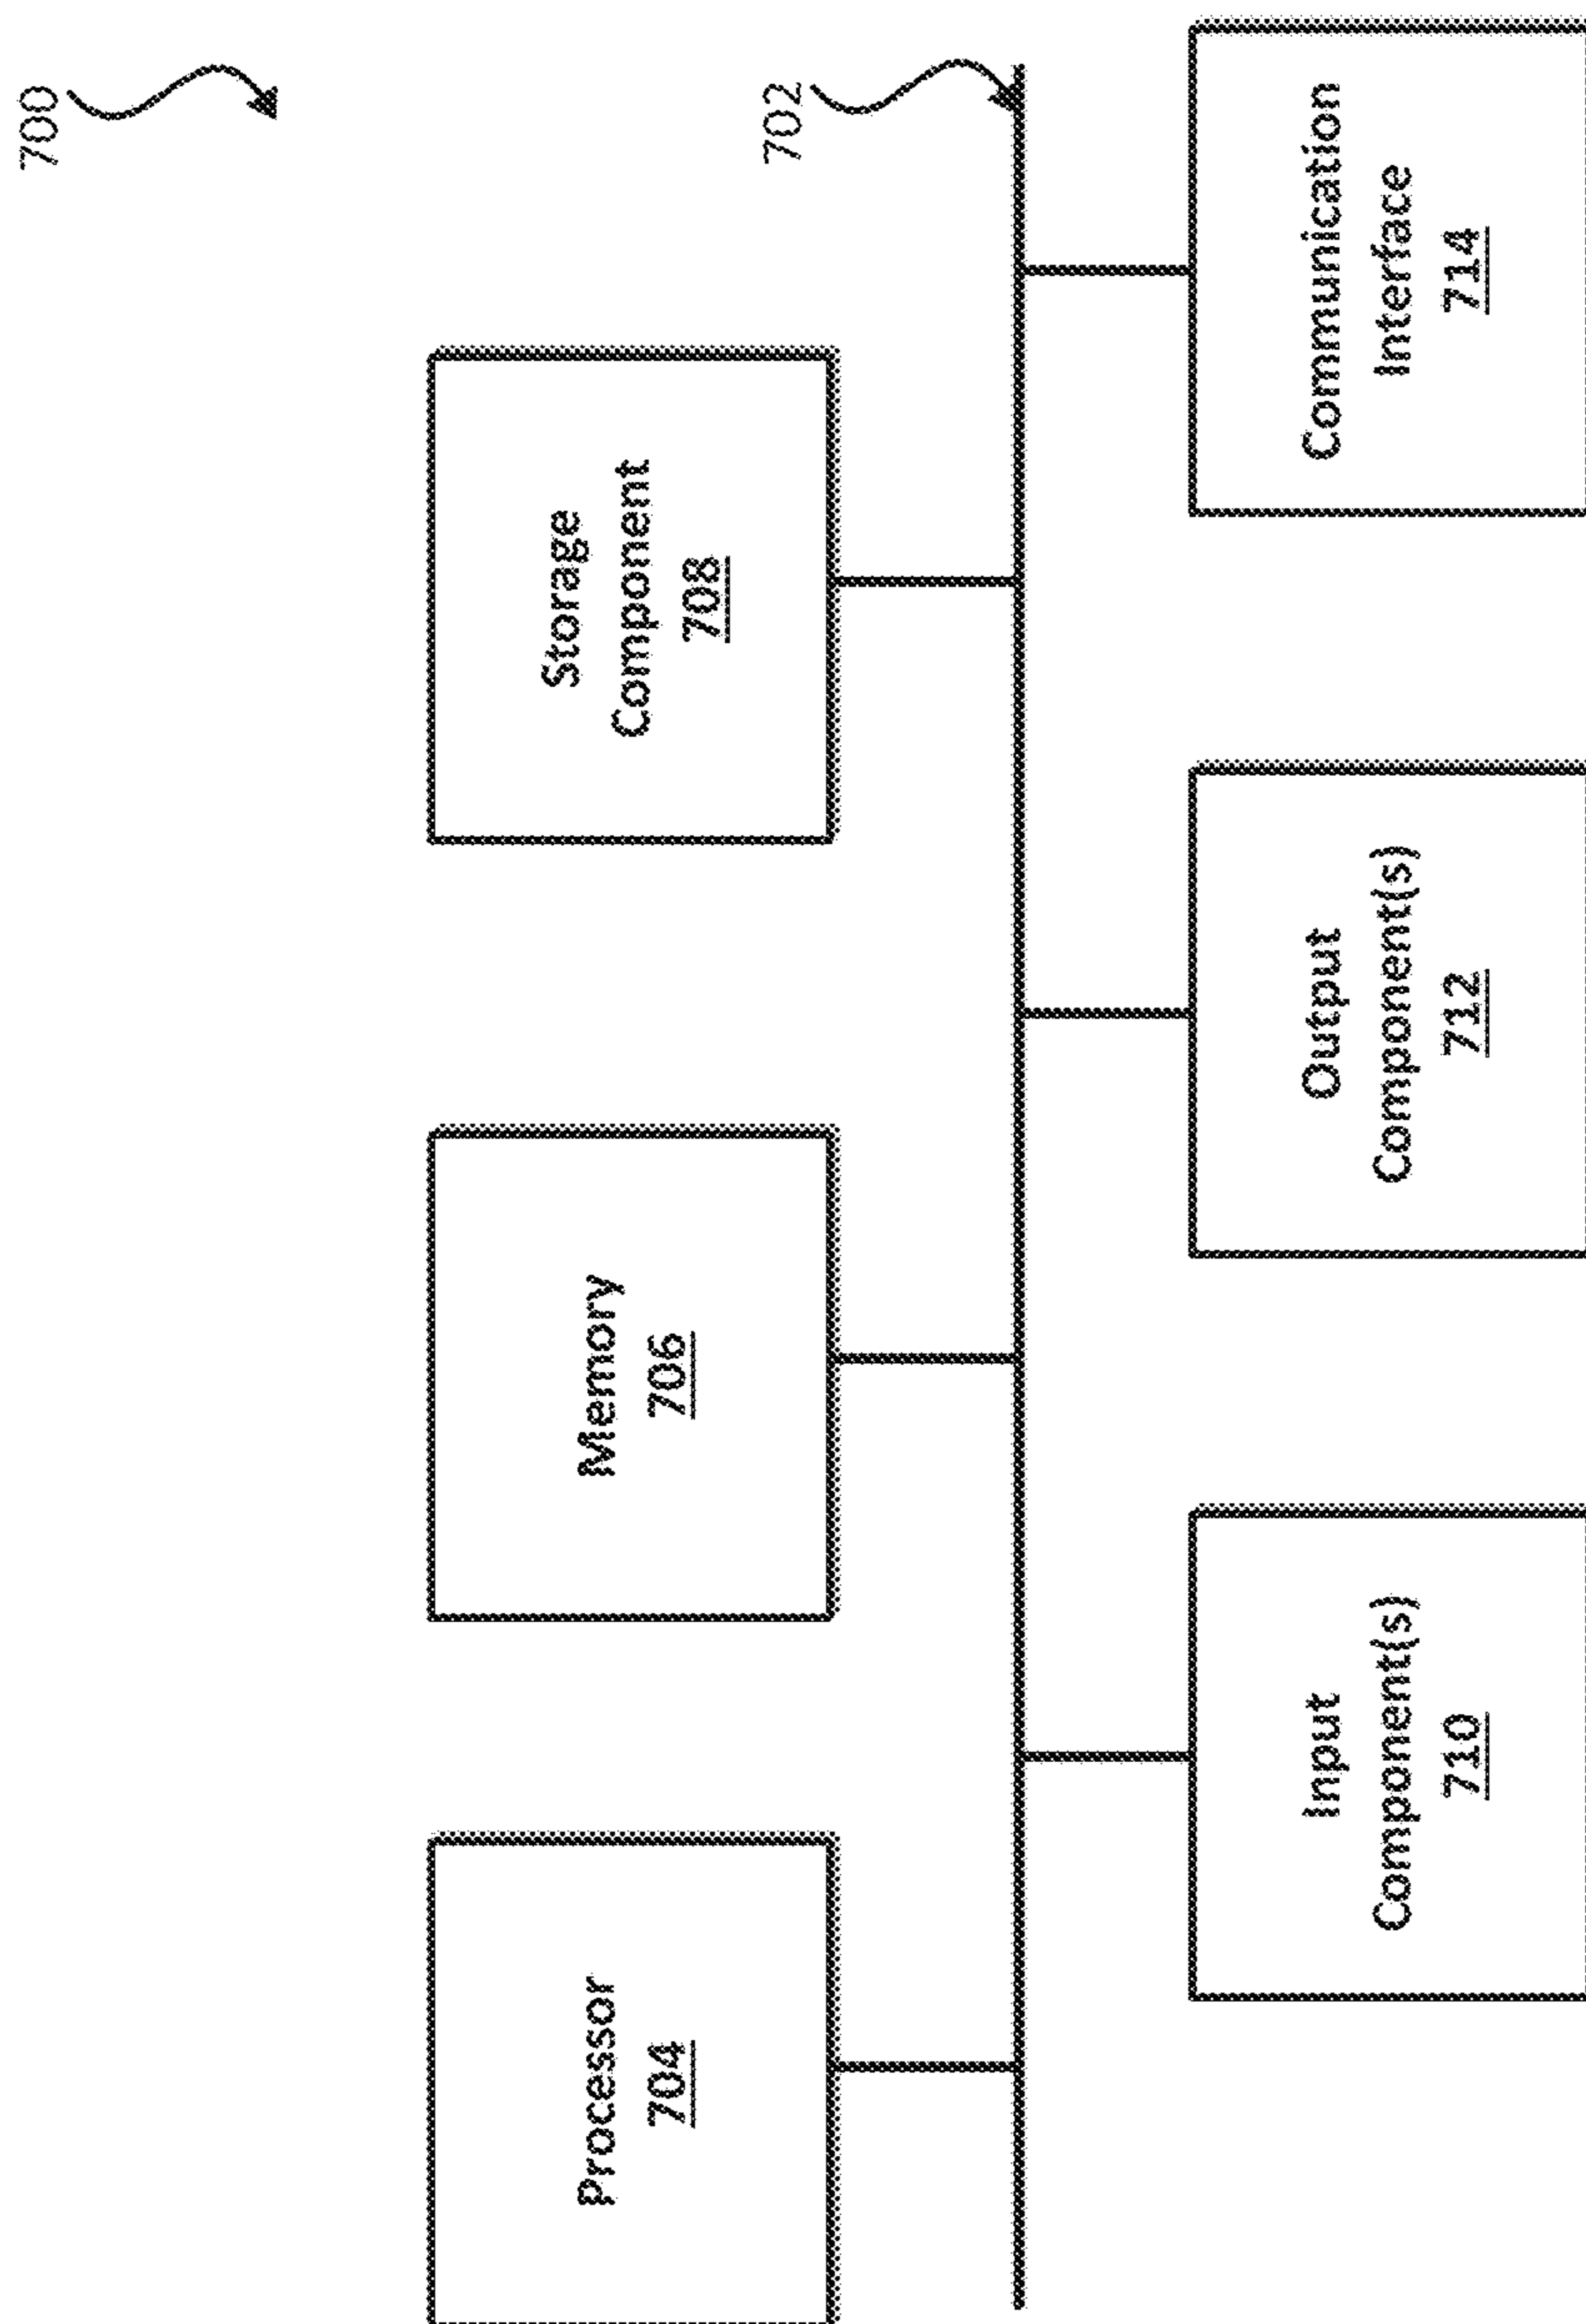 700
Processor
704
Memory
706
Storage
Component
708
702
Input
Component(s)
710
Output
Component(s)
712
Communication
Interface
714